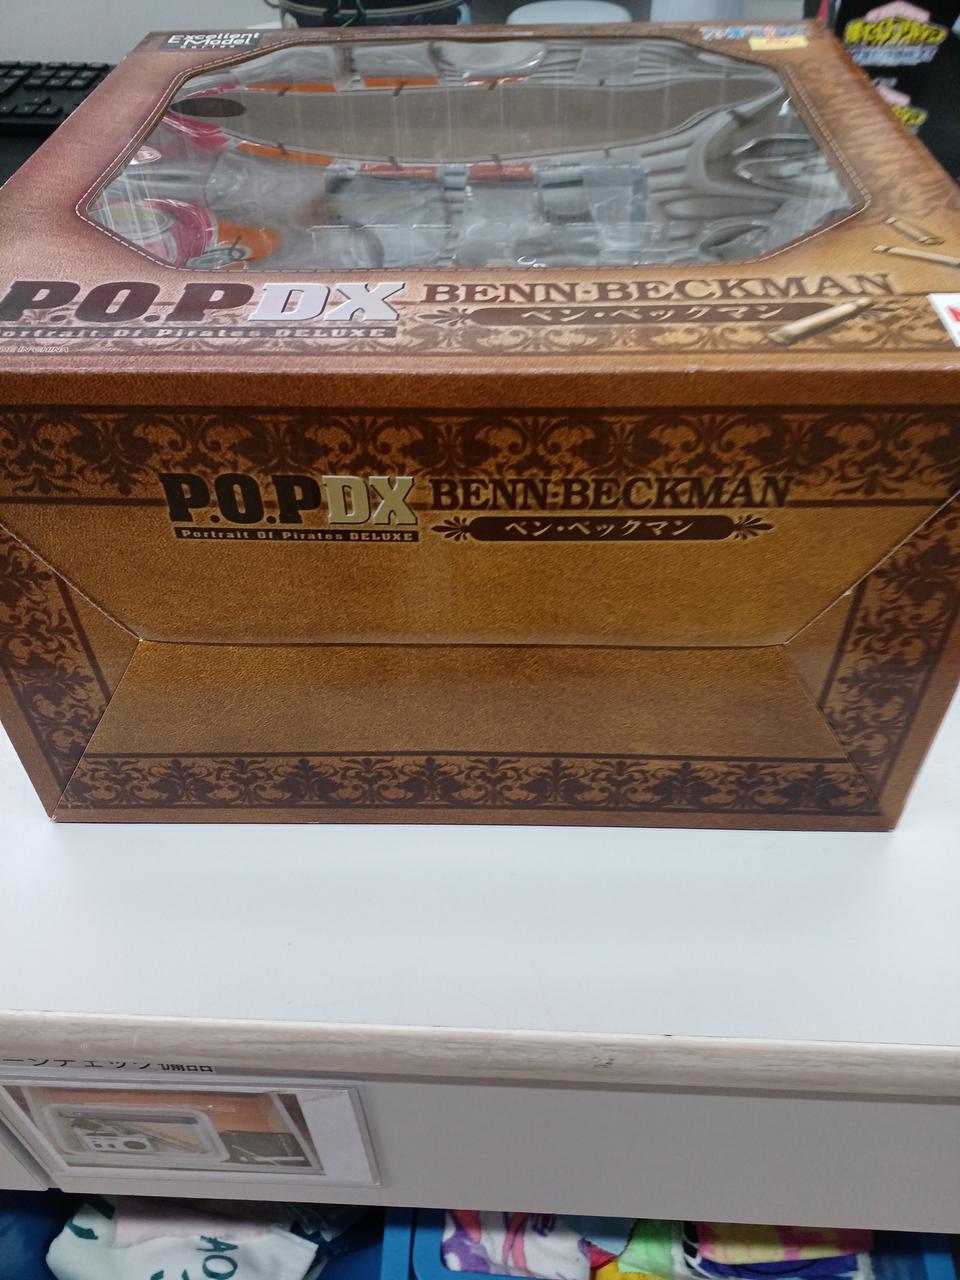 Excellent
Model
P.O.P DX BENN·BECKMAN
Portrait Of Pirates DELUXE ベン・ベックマン
P.O.P DX BENN·BECKMAN
Portrait Of Pirates DELUXE ベン・ベックマン